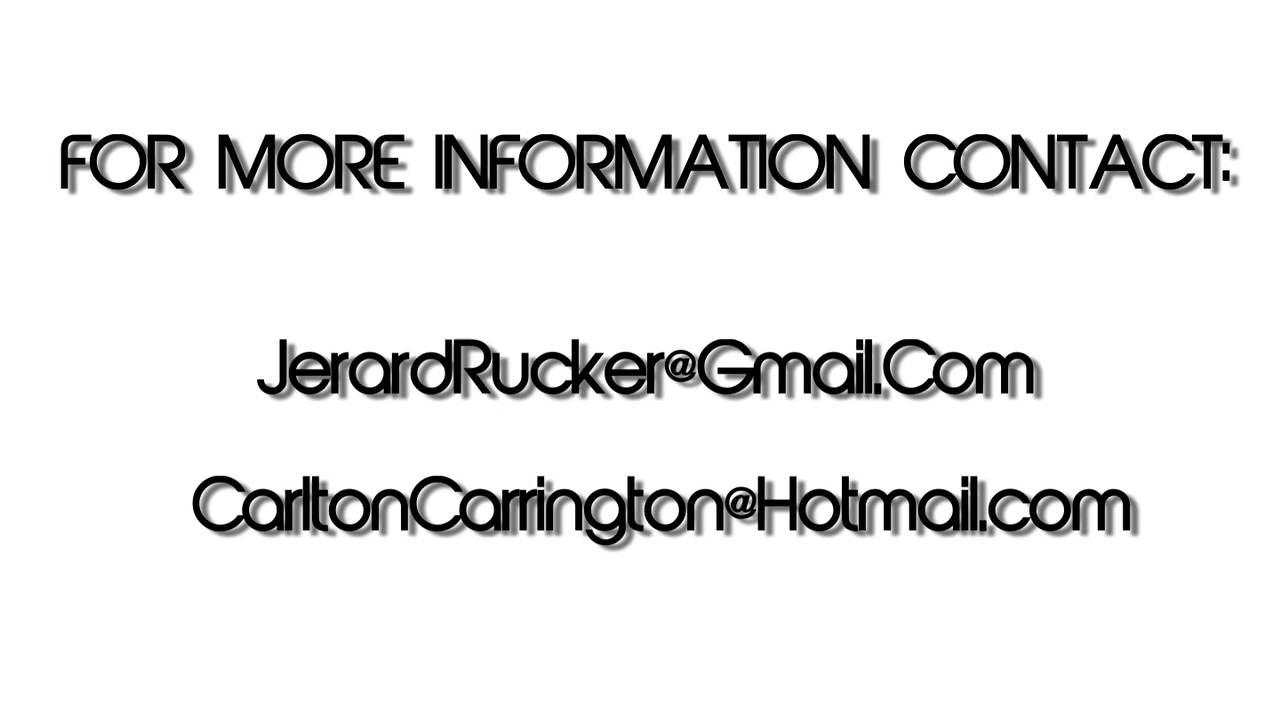 FOR MORE INFORMATION CONTACT:
JerardRucker@Gmail.Com
CarltonCarrington@Hotmail.com